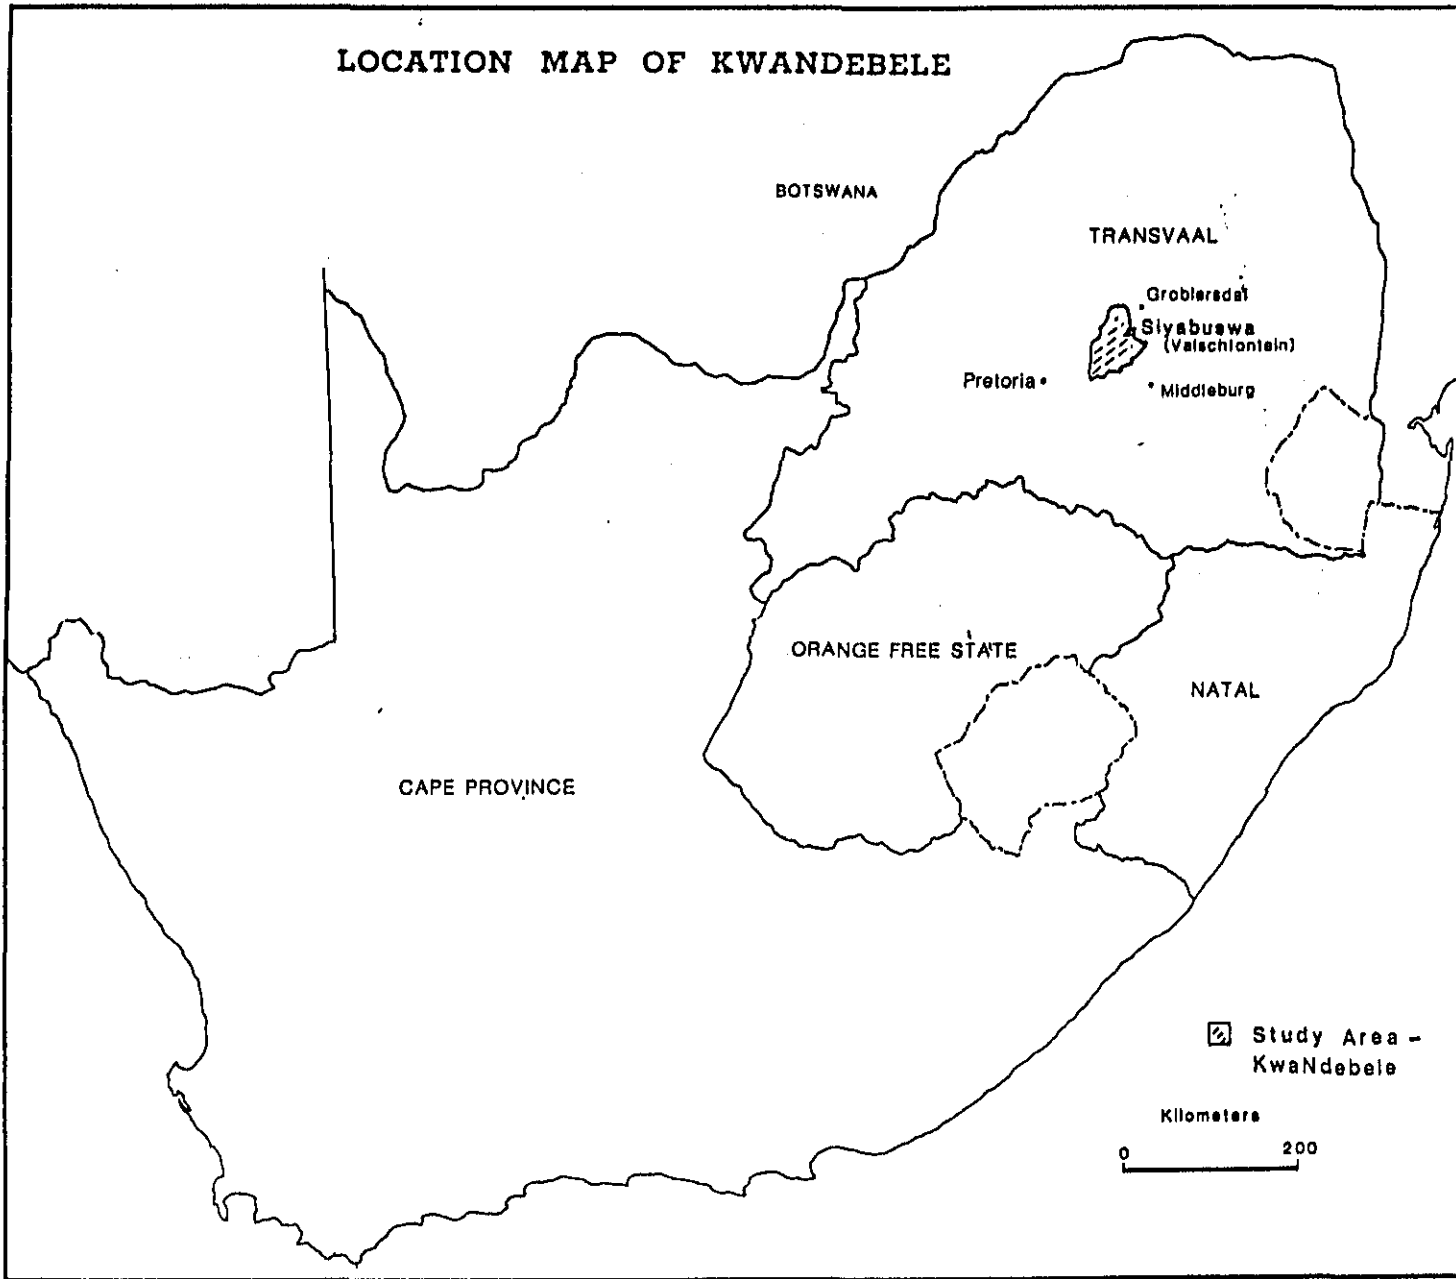 LOCATION MAP OF KWANDEBELE
BOTSWANA
TRANSVAAL
Groblersdal
Siyabuswa
(Valschfontein)
Pretoria
Middleburg
ORANGE FREE STATE
NATAL
CAPE PROVINCE
Study Area -
KwaNdebele
Kilometers
0 200